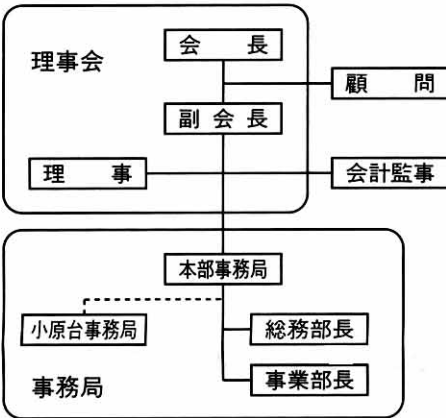 会長
理事会
顧問
副会長
理事
会計監事
本部事務局
小原台事務局
総務部長
事業部長
事務局